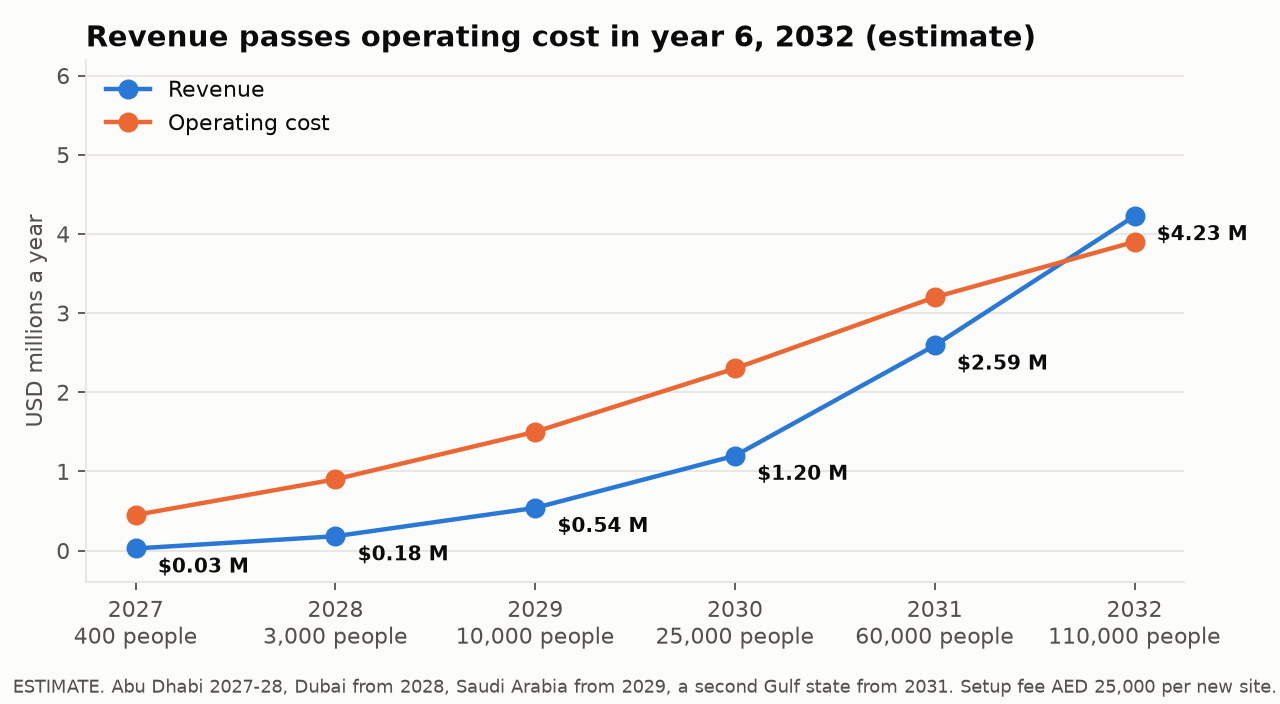 Revenue passes operating cost in year 6, 2032 (estimate)
Revenue
Operating cost
USD millions a year
6
5
4
3
2
1
0
$0.03 M
$0.18 M
$0.54 M
$1.20 M
$2.59 M
$4.23 M
2027 2028 2029 2030 2031 2032
400 people 3,000 people 10,000 people 25,000 people 60,000 people 110,000 people
ESTIMATE. Abu Dhabi 2027-28, Dubai from 2028, Saudi Arabia from 2029, a second Gulf state from 2031. Setup fee AED 25,000 per new site.